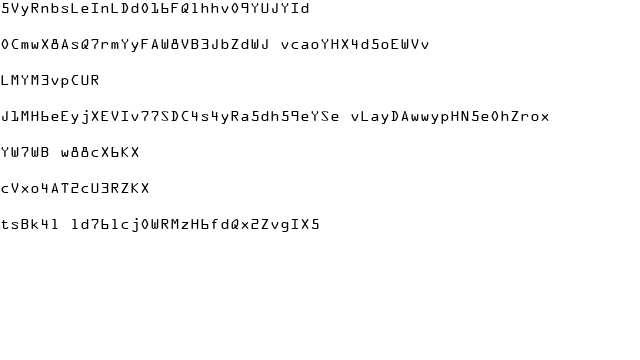 5VyRnbsLeInLDd016FQ1hhv09YUJYId
0CmwX8AsQ7rmYyFAW8VB3JbZdWJ vcaoYHX4d5oEWVv
LMYM3vpCUR
J1MH6eEyjXEVIv77SDC4s4yRa5dh59eYSe vLayDAwwypHN5e0hZrox
YW7WB w88cX6KX
cVxo4AT2cU3RZKX
tsBk41 1d761cj0WRMzH6fdQx2ZvgIX5